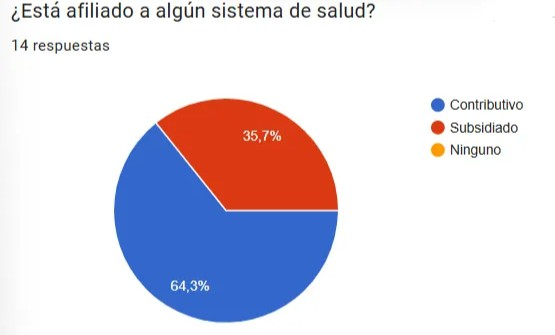 ¿Está afiliado a algún sistema de salud?
14 respuestas
Contributivo
Subsidiado
Ninguno
35,7%
64,3%